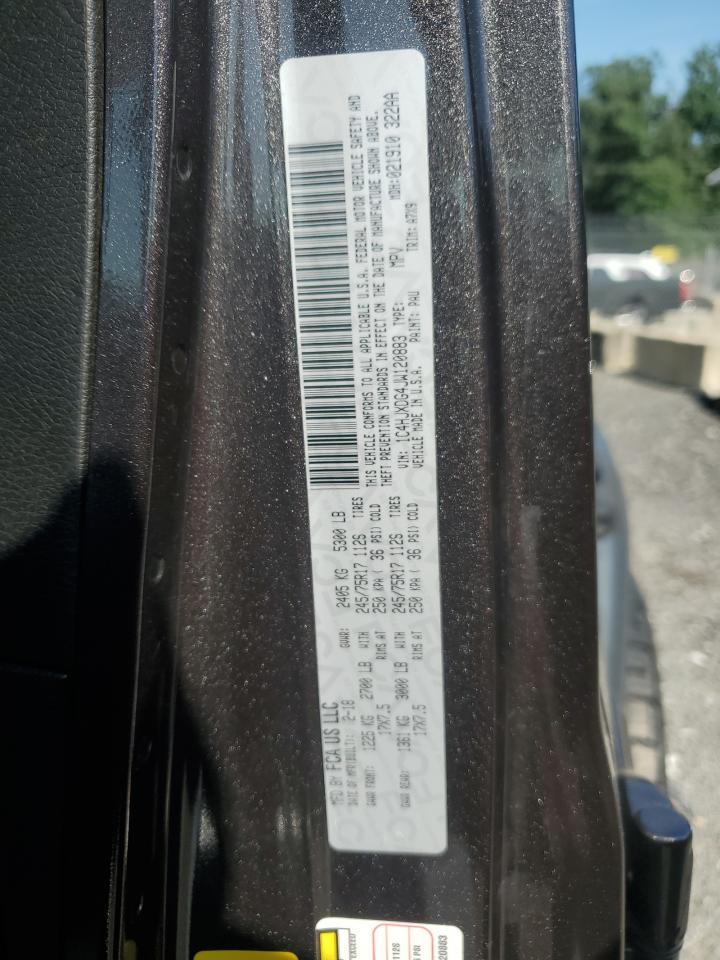 MFD BY FCA US LLC
DATE OF MFR(BUILT): 2-18 GVWR: 2405 KG 5300 LB
GAWR FRONT: 1225 KG 2700 LB WITH 245/75R17 112S TIRES
17X7.5 RIMS AT 250 KPA ( 36 PSI) COLD
GAWR REAR: 1361 KG 3000 LB WITH 245/75R17 112S TIRES
17X7.5 RIMS AT 250 KPA ( 36 PSI) COLD
THIS VEHICLE CONFORMS TO ALL APPLICABLE U.S.A. FEDERAL MOTOR VEHICLE SAFETY AND
THEFT PREVENTION STANDARDS IN EFFECT ON THE DATE OF MANUFACTURE SHOWN ABOVE.
VIN: 1C4HJXDG4JW120883 TYPE: MPV MDH:021910 322AA
VEHICLE MADE IN U.S.A. PAINT: PAU TRIM: A7X9
EXCEED
112S
PSI
20883